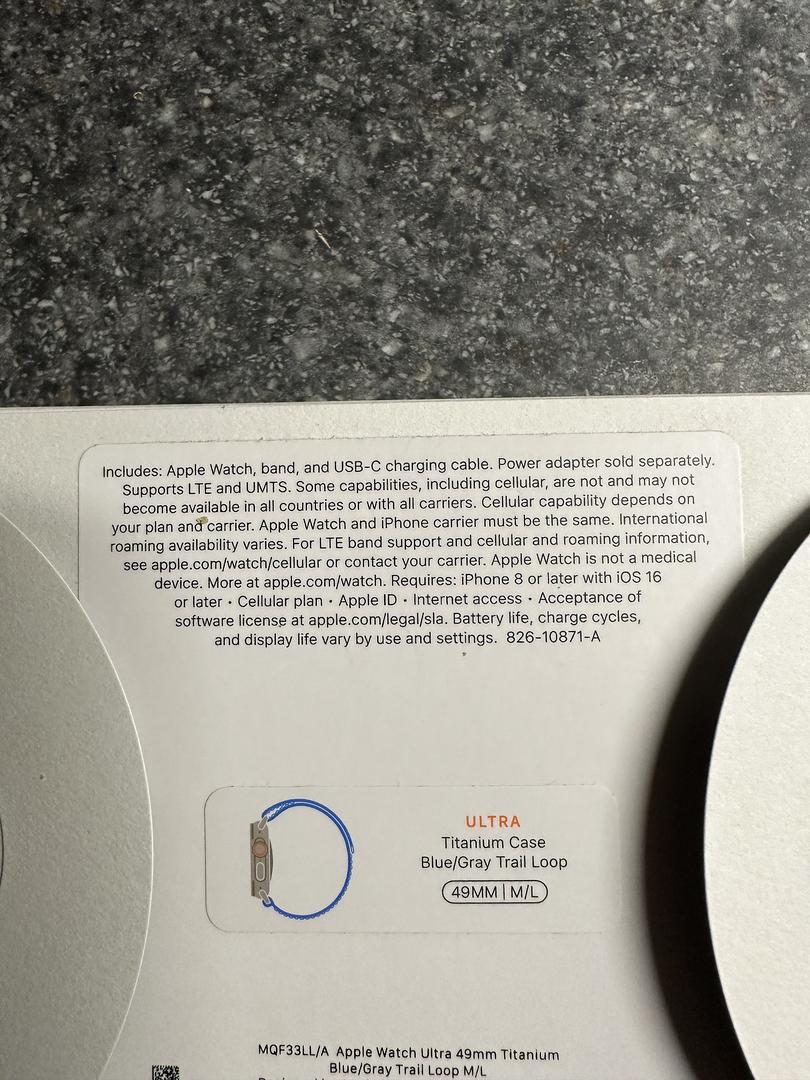 Includes: Apple Watch, band, and USB-C charging cable. Power adapter sold separately.
Supports LTE and UMTS. Some capabilities, including cellular, are not and may not
become available in all countries or with all carriers. Cellular capability depends on
your plan and carrier. Apple Watch and iPhone carrier must be the same. International
roaming availability varies. For LTE band support and cellular and roaming information,
see apple.com/watch/cellular or contact your carrier. Apple Watch is not a medical
device. More at apple.com/watch. Requires: iPhone 8 or later with iOS 16
or later • Cellular plan • Apple ID • Internet access • Acceptance of
software license at apple.com/legal/sla. Battery life, charge cycles,
and display life vary by use and settings. 826-10871-A
ULTRA
Titanium Case
Blue/Gray Trail Loop
49MM | M/L
MQF33LL/A Apple Watch Ultra 49mm Titanium
Blue/Gray Trail Loop M/L